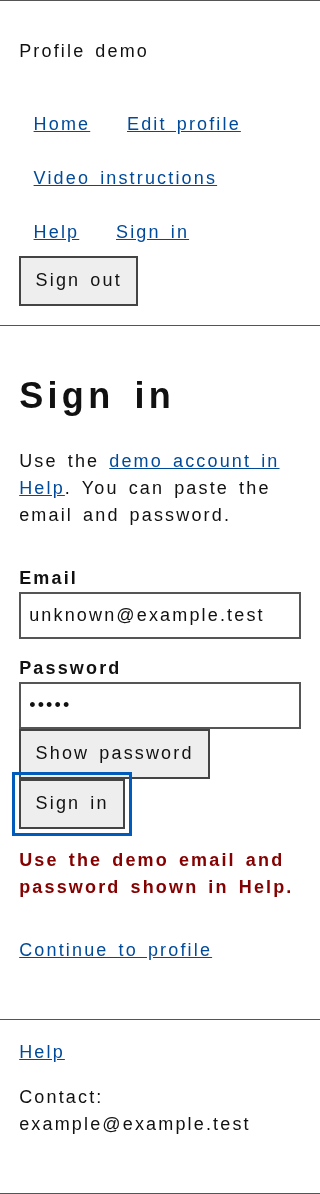 Profile demo
Home Edit profile
Video instructions
Help Sign in
Sign out
Sign in
Use the demo account in
Help. You can paste the
email and password.
Email
unknown@example.test
Password
•••••
Show password
Sign in
Use the demo email and
password shown in Help.
Continue to profile
Help
Contact:
example@example.test